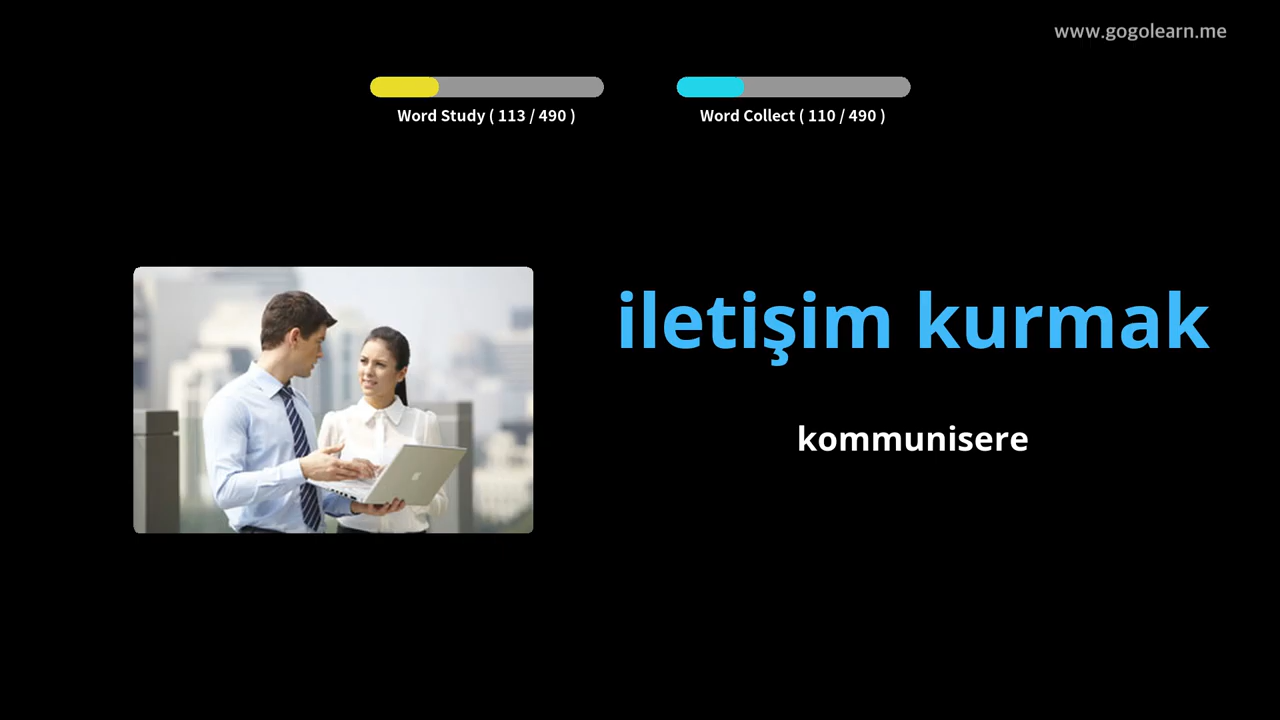 www.gogolearn.me
Word Study ( 113 / 490 )
Word Collect ( 110 / 490 )
iletişim kurmak
kommunisere